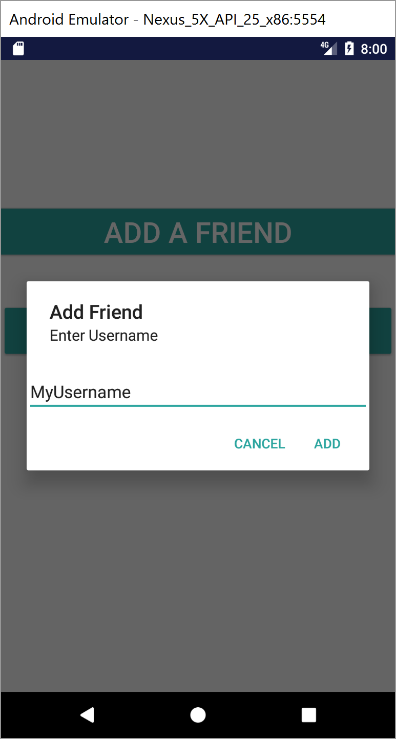 Android Emulator - Nexus_5X_API_25_x86:5554
4G 8:00
ADD A FRIEND
Add Friend
Enter Username
MyUsername
CANCEL ADD